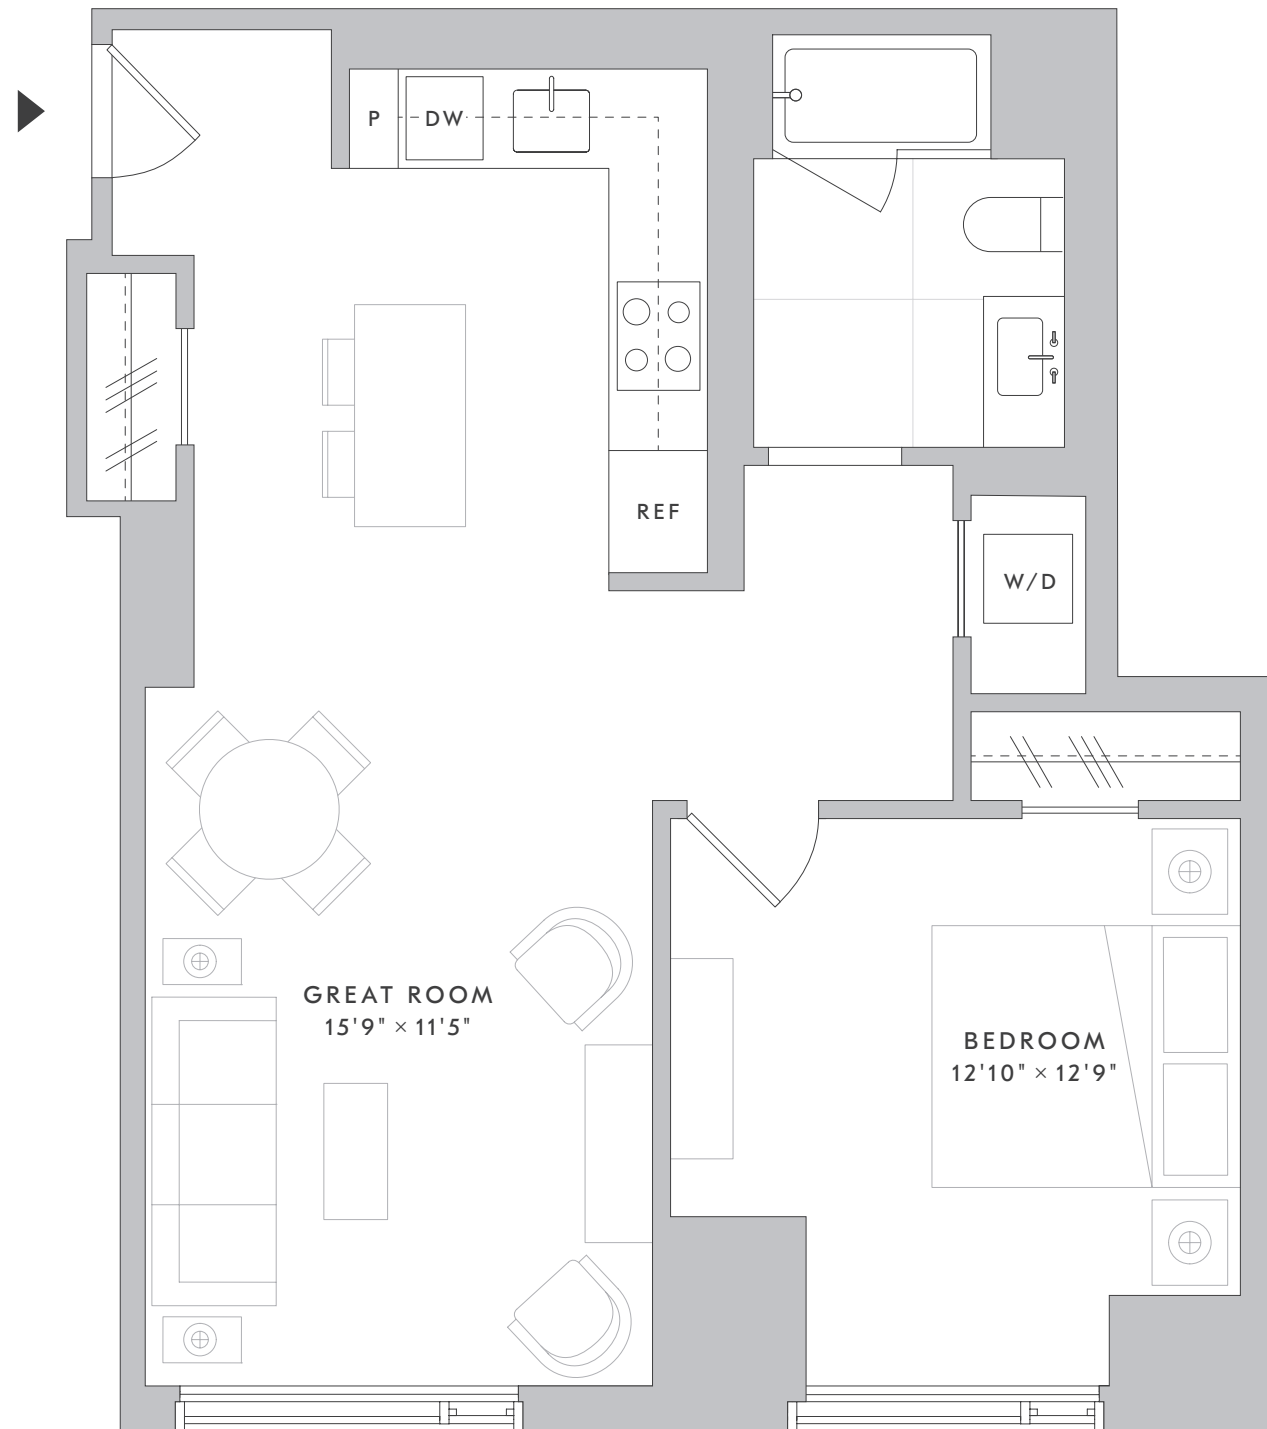 P
DW
REF
W/D
GREAT ROOM
15'9" × 11'5"
BEDROOM
12'10" × 12'9"